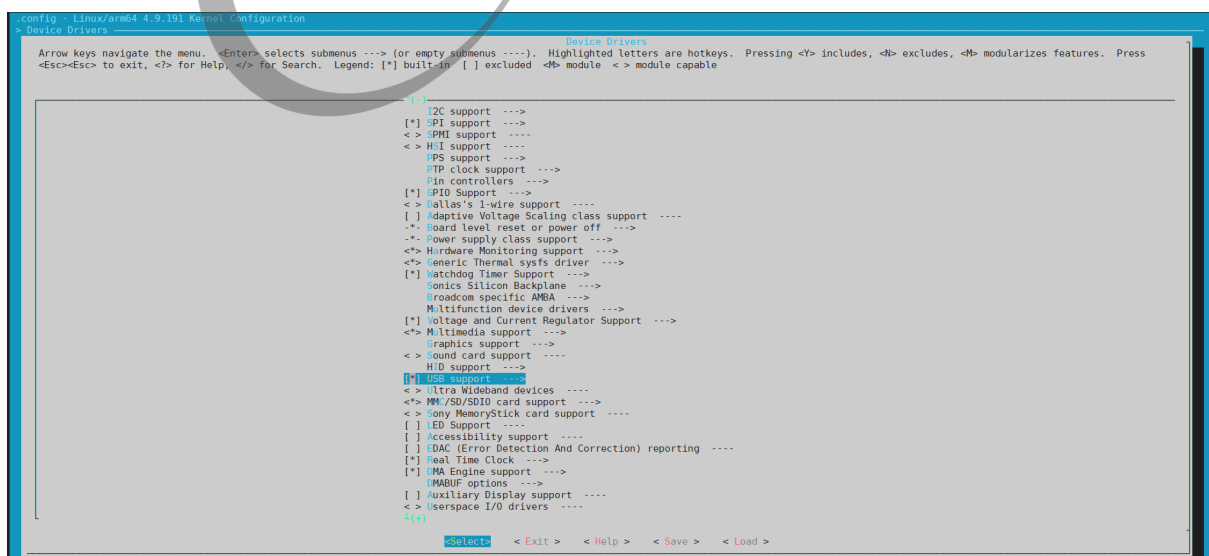 .config - Linux/arm64 4.9.191 Kernel Configuration
> Device Drivers
Device Drivers
Arrow keys navigate the menu.  <Enter> selects submenus ---> (or empty submenus ----).  Highlighted letters are hotkeys.  Pressing <Y> includes, <N> excludes, <M> modularizes features.  Press
<Esc><Esc> to exit, <?> for Help, </> for Search.  Legend: [*] built-in  [ ] excluded  <M> module  < > module capable
^(-)
I2C support  --->
[*] SPI support  --->
< > SPMI support  ----
< > HSI support  ----
PPS support  --->
PTP clock support  --->
Pin controllers  --->
[*] GPIO Support  --->
< > Dallas's 1-wire support  ----
[ ] Adaptive Voltage Scaling class support  ----
-*- Board level reset or power off  --->
-*- Power supply class support  --->
<*> Hardware Monitoring support  --->
<*> Generic Thermal sysfs driver  --->
[*] Watchdog Timer Support  --->
Sonics Silicon Backplane  --->
Broadcom specific AMBA  --->
Multifunction device drivers  --->
[*] Voltage and Current Regulator Support  --->
<*> Multimedia support  --->
Graphics support  --->
< > Sound card support  ----
HID support  --->
[*] USB support  --->
< > Ultra Wideband devices  ----
<*> MMC/SD/SDIO card support  --->
< > Sony MemoryStick card support  ----
[ ] LED Support  ----
[ ] Accessibility support  ----
[ ] EDAC (Error Detection And Correction) reporting  ----
[*] Real Time Clock  --->
[*] DMA Engine support  --->
DMABUF options  --->
[ ] Auxiliary Display support  ----
< > Userspace I/O drivers  ----
┴(+)
<Select>    < Exit >    < Help >    < Save >    < Load >